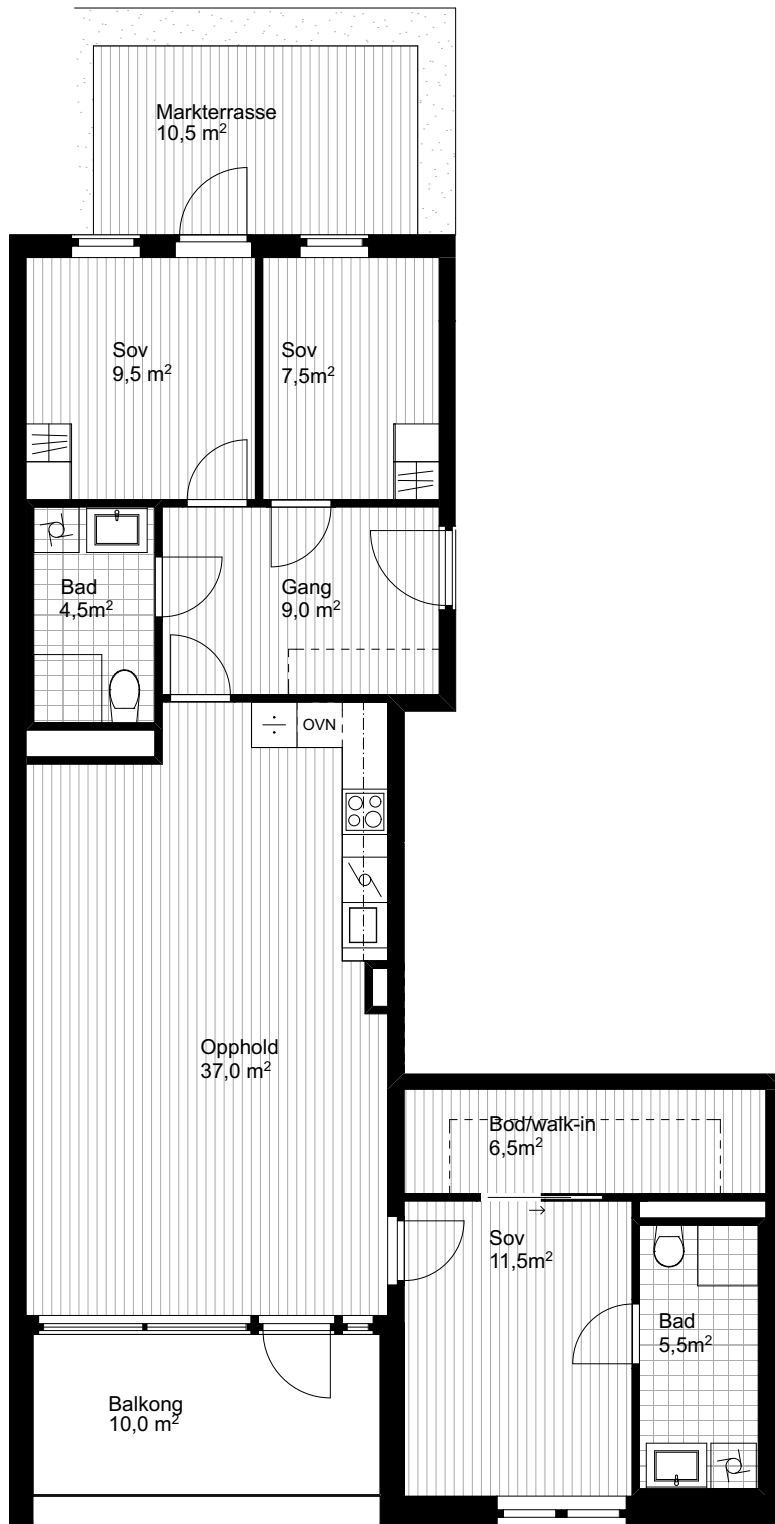 Markterrasse
10,5 m²
Sov
9,5 m²
Sov
7,5m²
Bad
4,5m²
Gang
9,0 m²
OVN
Opphold
37,0 m²
Bod/walk-in
6,5m²
Sov
11,5m²
Bad
5,5m²
Balkong
10,0 m²